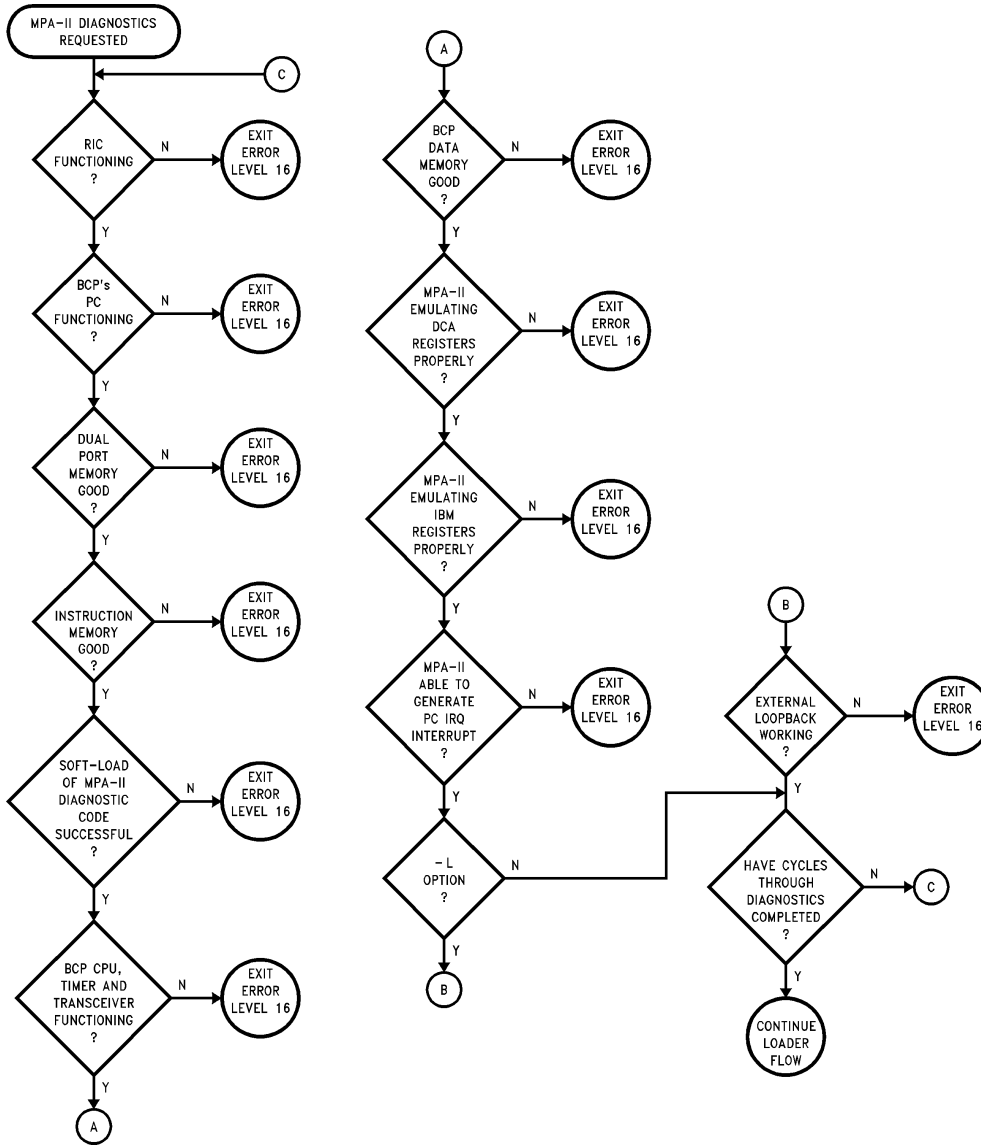 MPA-II DIAGNOSTICS
REQUESTED
C
RIC
FUNCTIONING
?
N
EXIT
ERROR
LEVEL 16
Y
BCP's
PC
FUNCTIONING
?
N
EXIT
ERROR
LEVEL 16
Y
DUAL
PORT
MEMORY
GOOD
?
N
EXIT
ERROR
LEVEL 16
Y
INSTRUCTION
MEMORY
GOOD
?
N
EXIT
ERROR
LEVEL 16
Y
SOFT-LOAD
OF MPA-II
DIAGNOSTIC
CODE
SUCCESSFUL
?
N
EXIT
ERROR
LEVEL 16
Y
BCP CPU,
TIMER AND
TRANSCEIVER
FUNCTIONING
?
N
EXIT
ERROR
LEVEL 16
Y
A
A
BCP
DATA
MEMORY
GOOD
?
N
EXIT
ERROR
LEVEL 16
Y
MPA-II
EMULATING
DCA
REGISTERS
PROPERLY
?
N
EXIT
ERROR
LEVEL 16
Y
MPA-II
EMULATING
IBM
REGISTERS
PROPERLY
?
N
EXIT
ERROR
LEVEL 16
Y
MPA-II
ABLE TO
GENERATE
PC IRQ
INTERRUPT
?
N
EXIT
ERROR
LEVEL 16
Y
-L
OPTION
?
N
Y
B
B
EXTERNAL
LOOPBACK
WORKING
?
N
EXIT
ERROR
LEVEL 16
Y
HAVE CYCLES
THROUGH
DIAGNOSTICS
COMPLETED
?
N
C
Y
CONTINUE
LOADER
FLOW